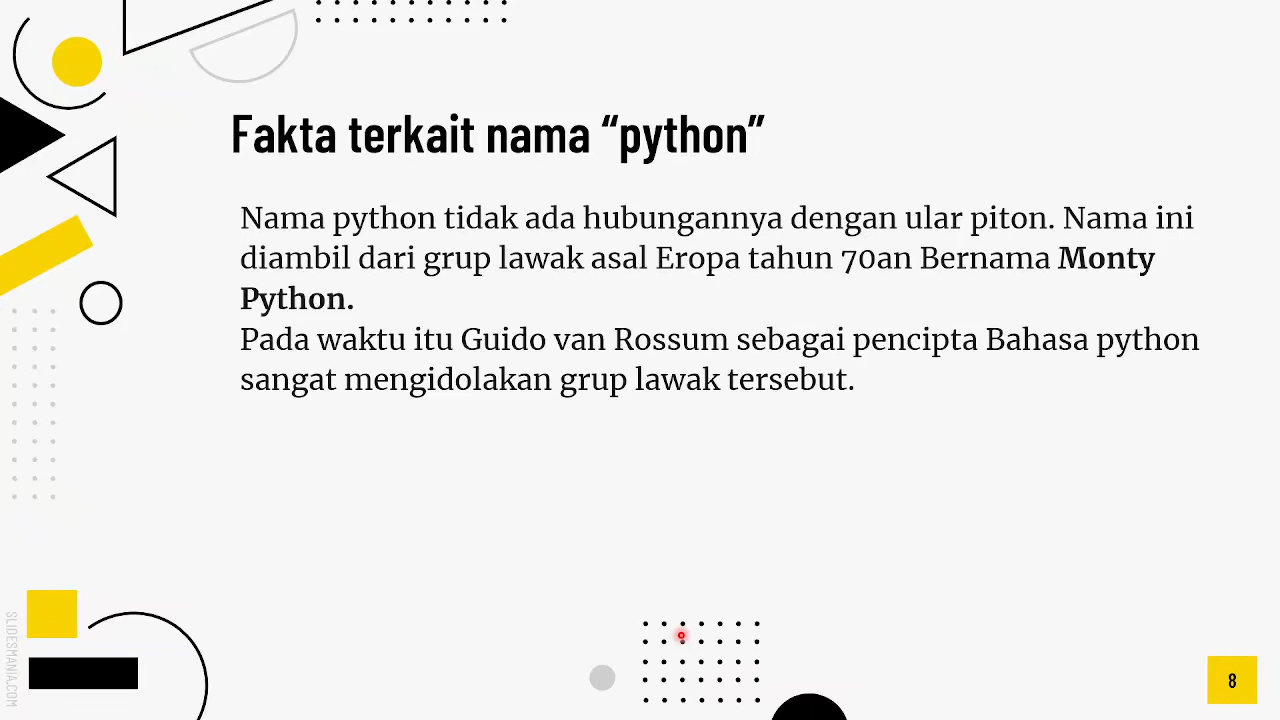 Fakta terkait nama “python”
Nama python tidak ada hubungannya dengan ular piton. Nama ini
diambil dari grup lawak asal Eropa tahun 70an Bernama Monty
Python.
Pada waktu itu Guido van Rossum sebagai pencipta Bahasa python
sangat mengidolakan grup lawak tersebut.
SLIDESMANIA.COM
8